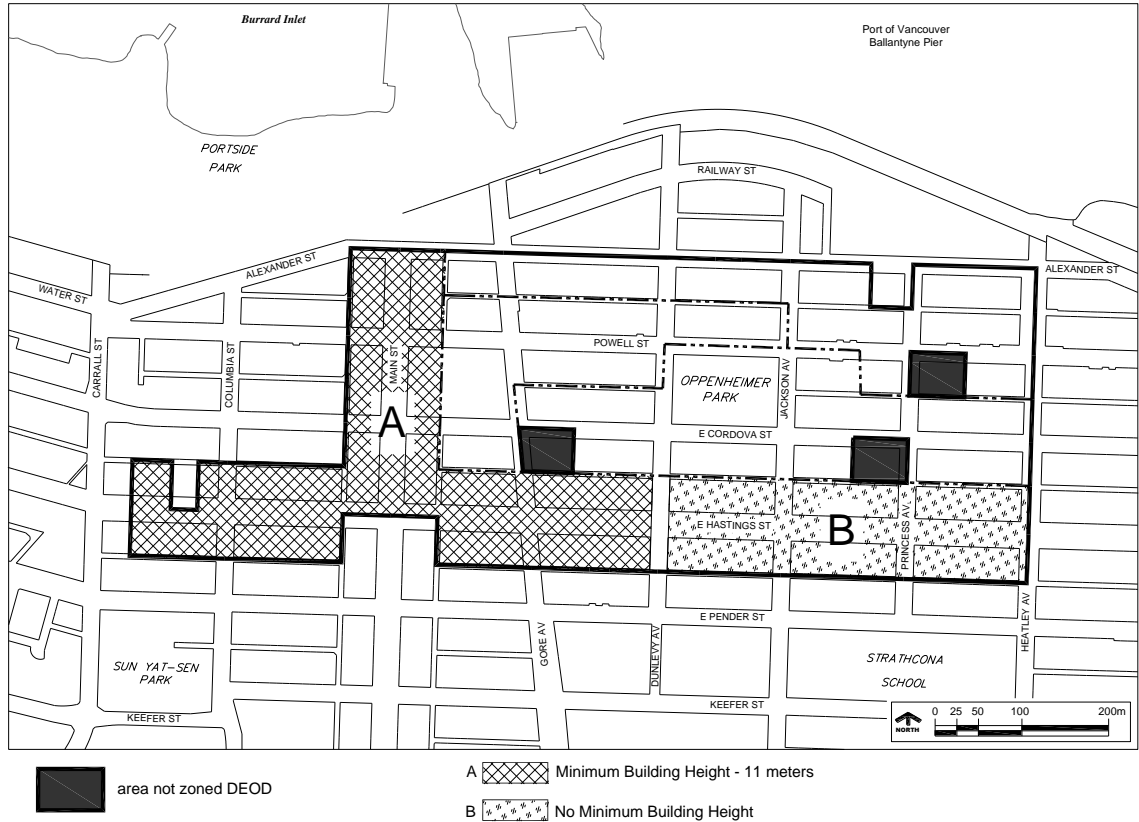 Burrard Inlet
Port of Vancouver
Ballantyne Pier
PORTSIDE
PARK
RAILWAY ST
ALEXANDER ST
ALEXANDER ST
WATER ST
CARRALL ST
COLUMBIA ST
MAIN ST
POWELL ST
OPPENHEIMER
PARK
JACKSON AV
A
E CORDOVA ST
E HASTINGS ST
B
PRINCESS AV
E PENDER ST
GORE AV
DUNLEVY AV
HEATLEY AV
SUN YAT-SEN
PARK
STRATHCONA
SCHOOL
KEEFER ST
KEEFER ST
NORTH
0 25 50 100 200m
area not zoned DEOD
A Minimum Building Height - 11 meters
B No Minimum Building Height